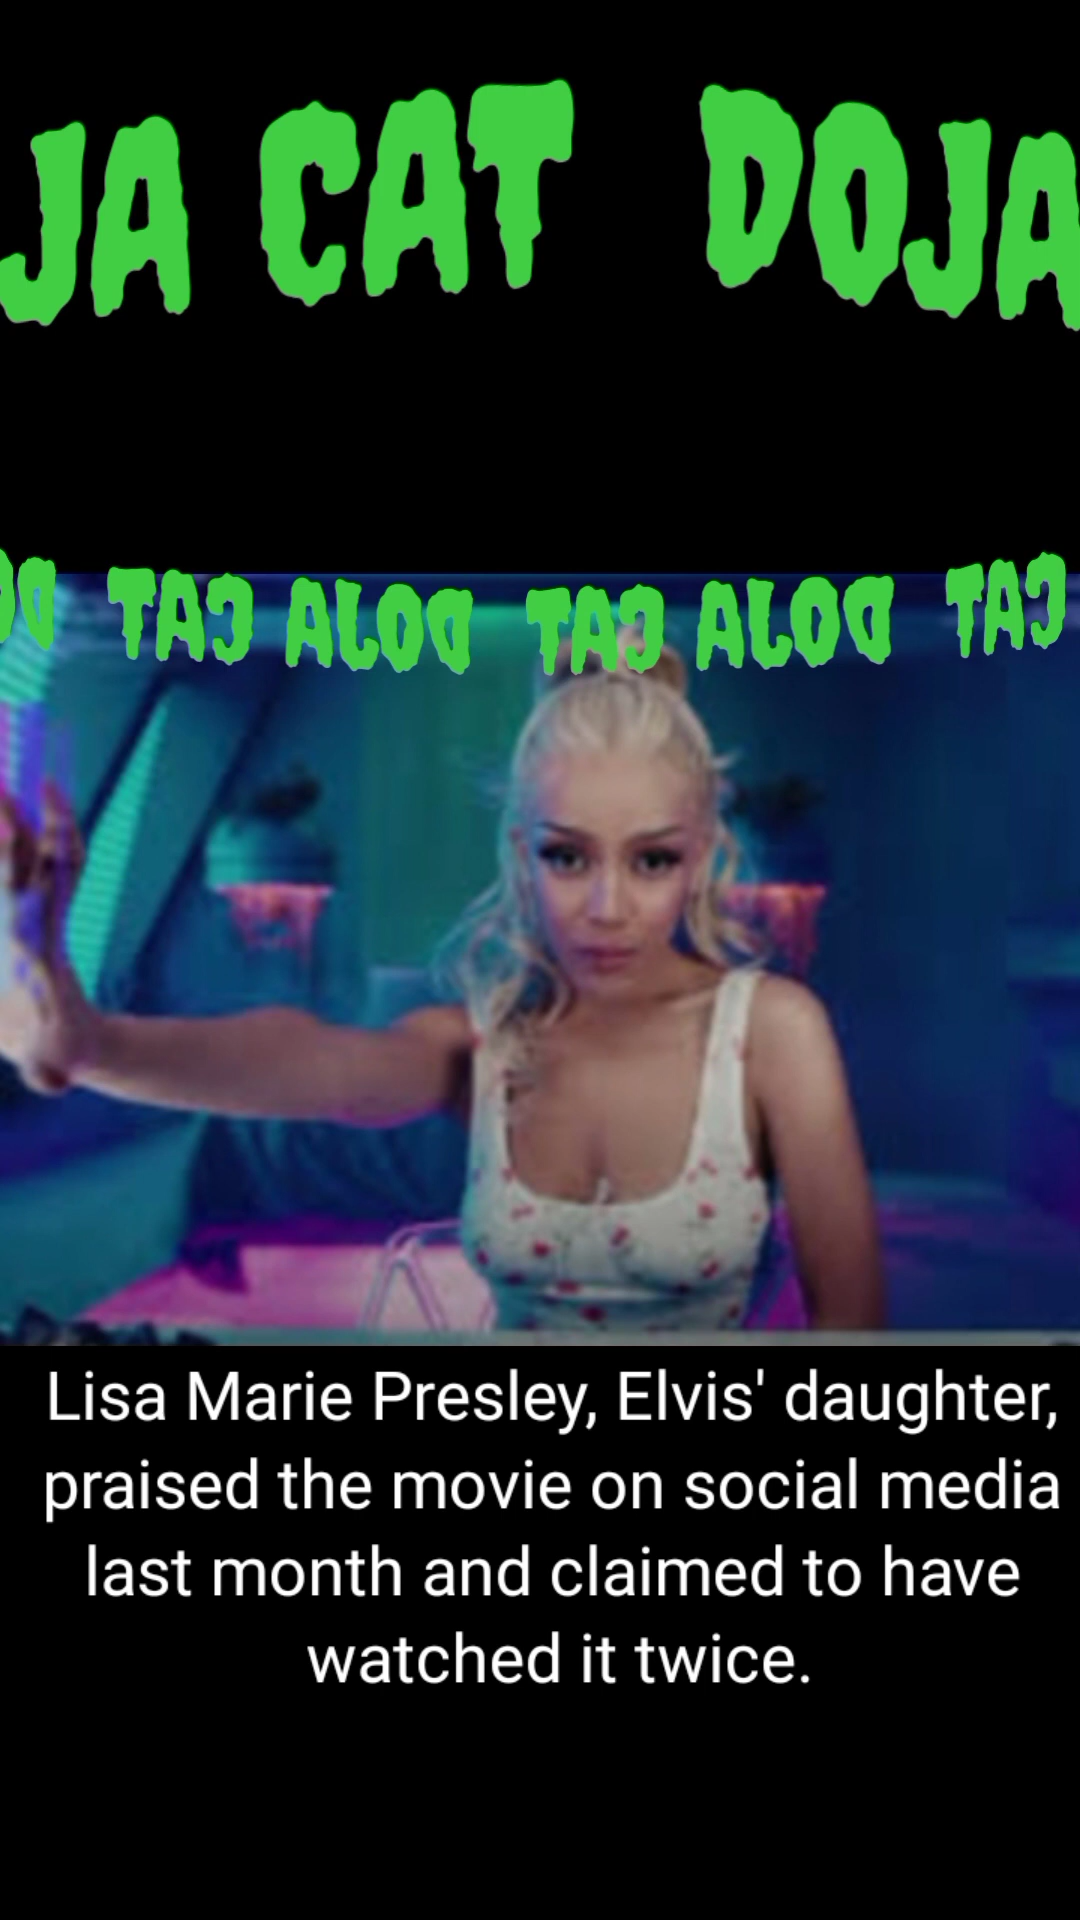 JA CAT DOJA
CAT DOJA CAT DOJA CAT
Lisa Marie Presley, Elvis' daughter,
praised the movie on social media
last month and claimed to have
watched it twice.